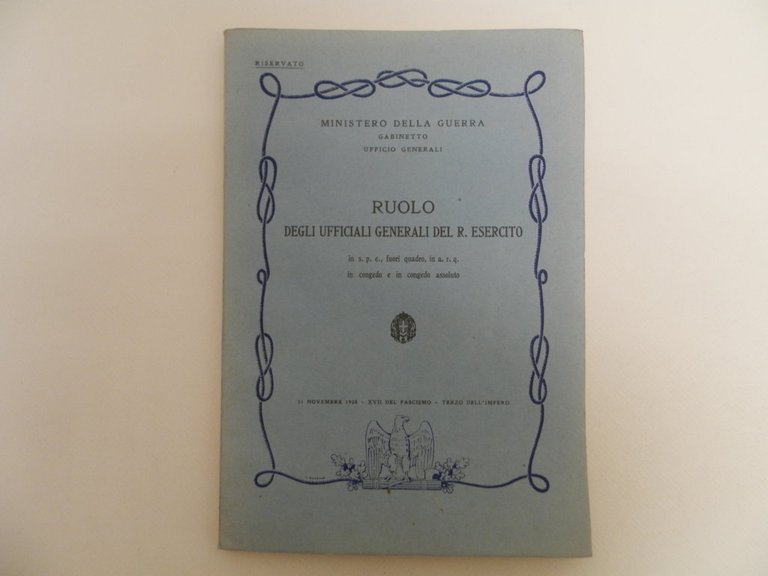 RISERVATO
MINISTERO DELLA GUERRA
GABINETTO
UFFICIO GENERALI
RUOLO
DEGLI UFFICIALI GENERALI DEL R. ESERCITO
in s. p. e., fuori quadro, in a. r. q.
in congedo e in congedo assoluto
NOVEMBRE 1938 - XVII DEL FASCISMO - TERZO DELL'IMPERO